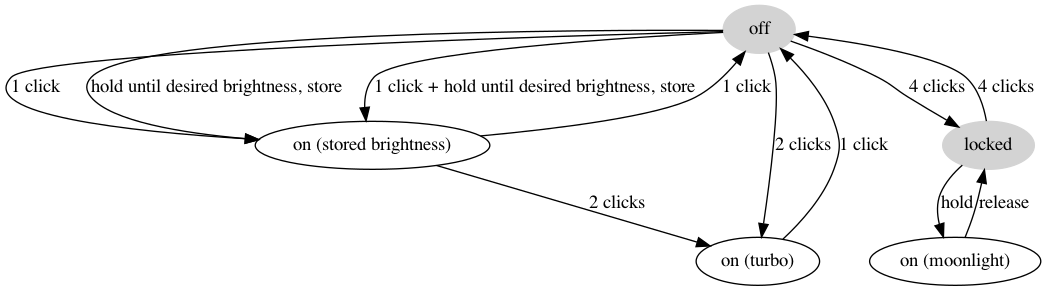 off
1 click
hold until desired brightness, store
1 click + hold until desired brightness, store
1 click
4 clicks
4 clicks
on (stored brightness)
2 clicks
1 click
locked
2 clicks
hold
release
on (turbo)
on (moonlight)